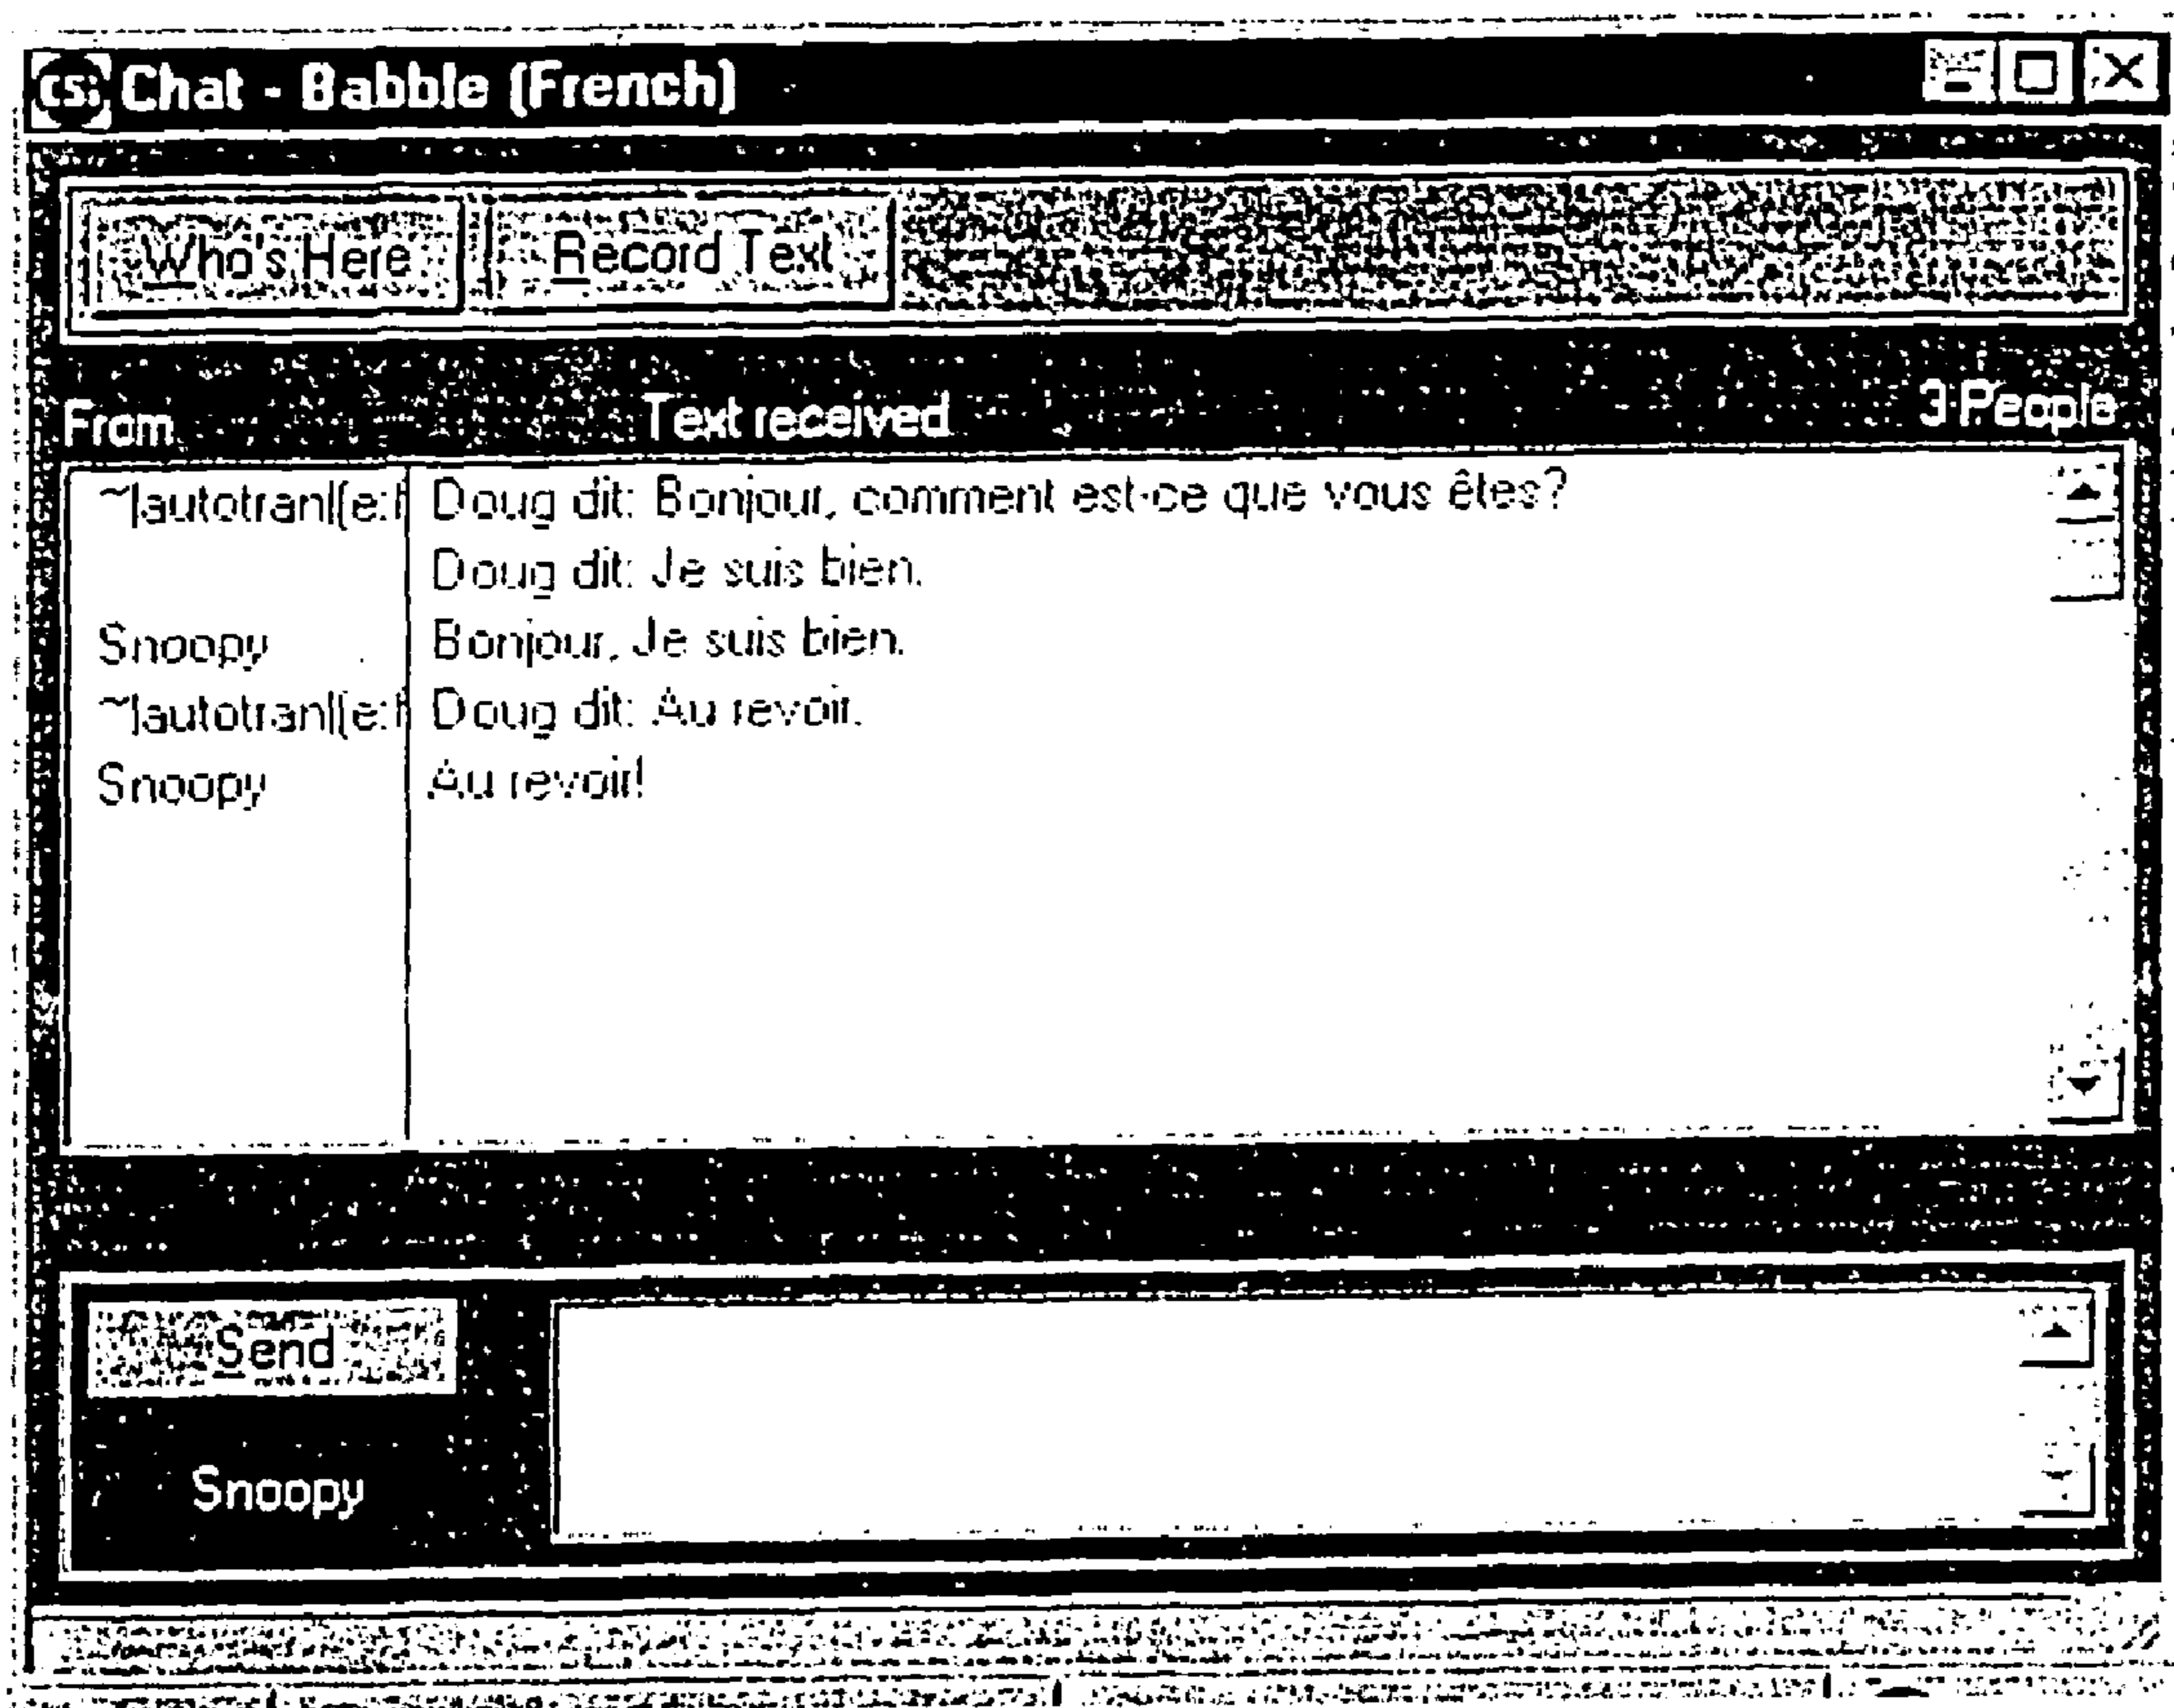 CSi Chat - Babble (French)
Who's Here Record Text
From Text received 3 People
~|autotran|(e:f Doug dit: Bonjour, comment est-ce que vous êtes?
Doug dit: Je suis bien.
Snoopy Bonjour, Je suis bien.
~|autotran|(e:f Doug dit: Au revoir.
Snoopy Au revoir!
Send
Snoopy